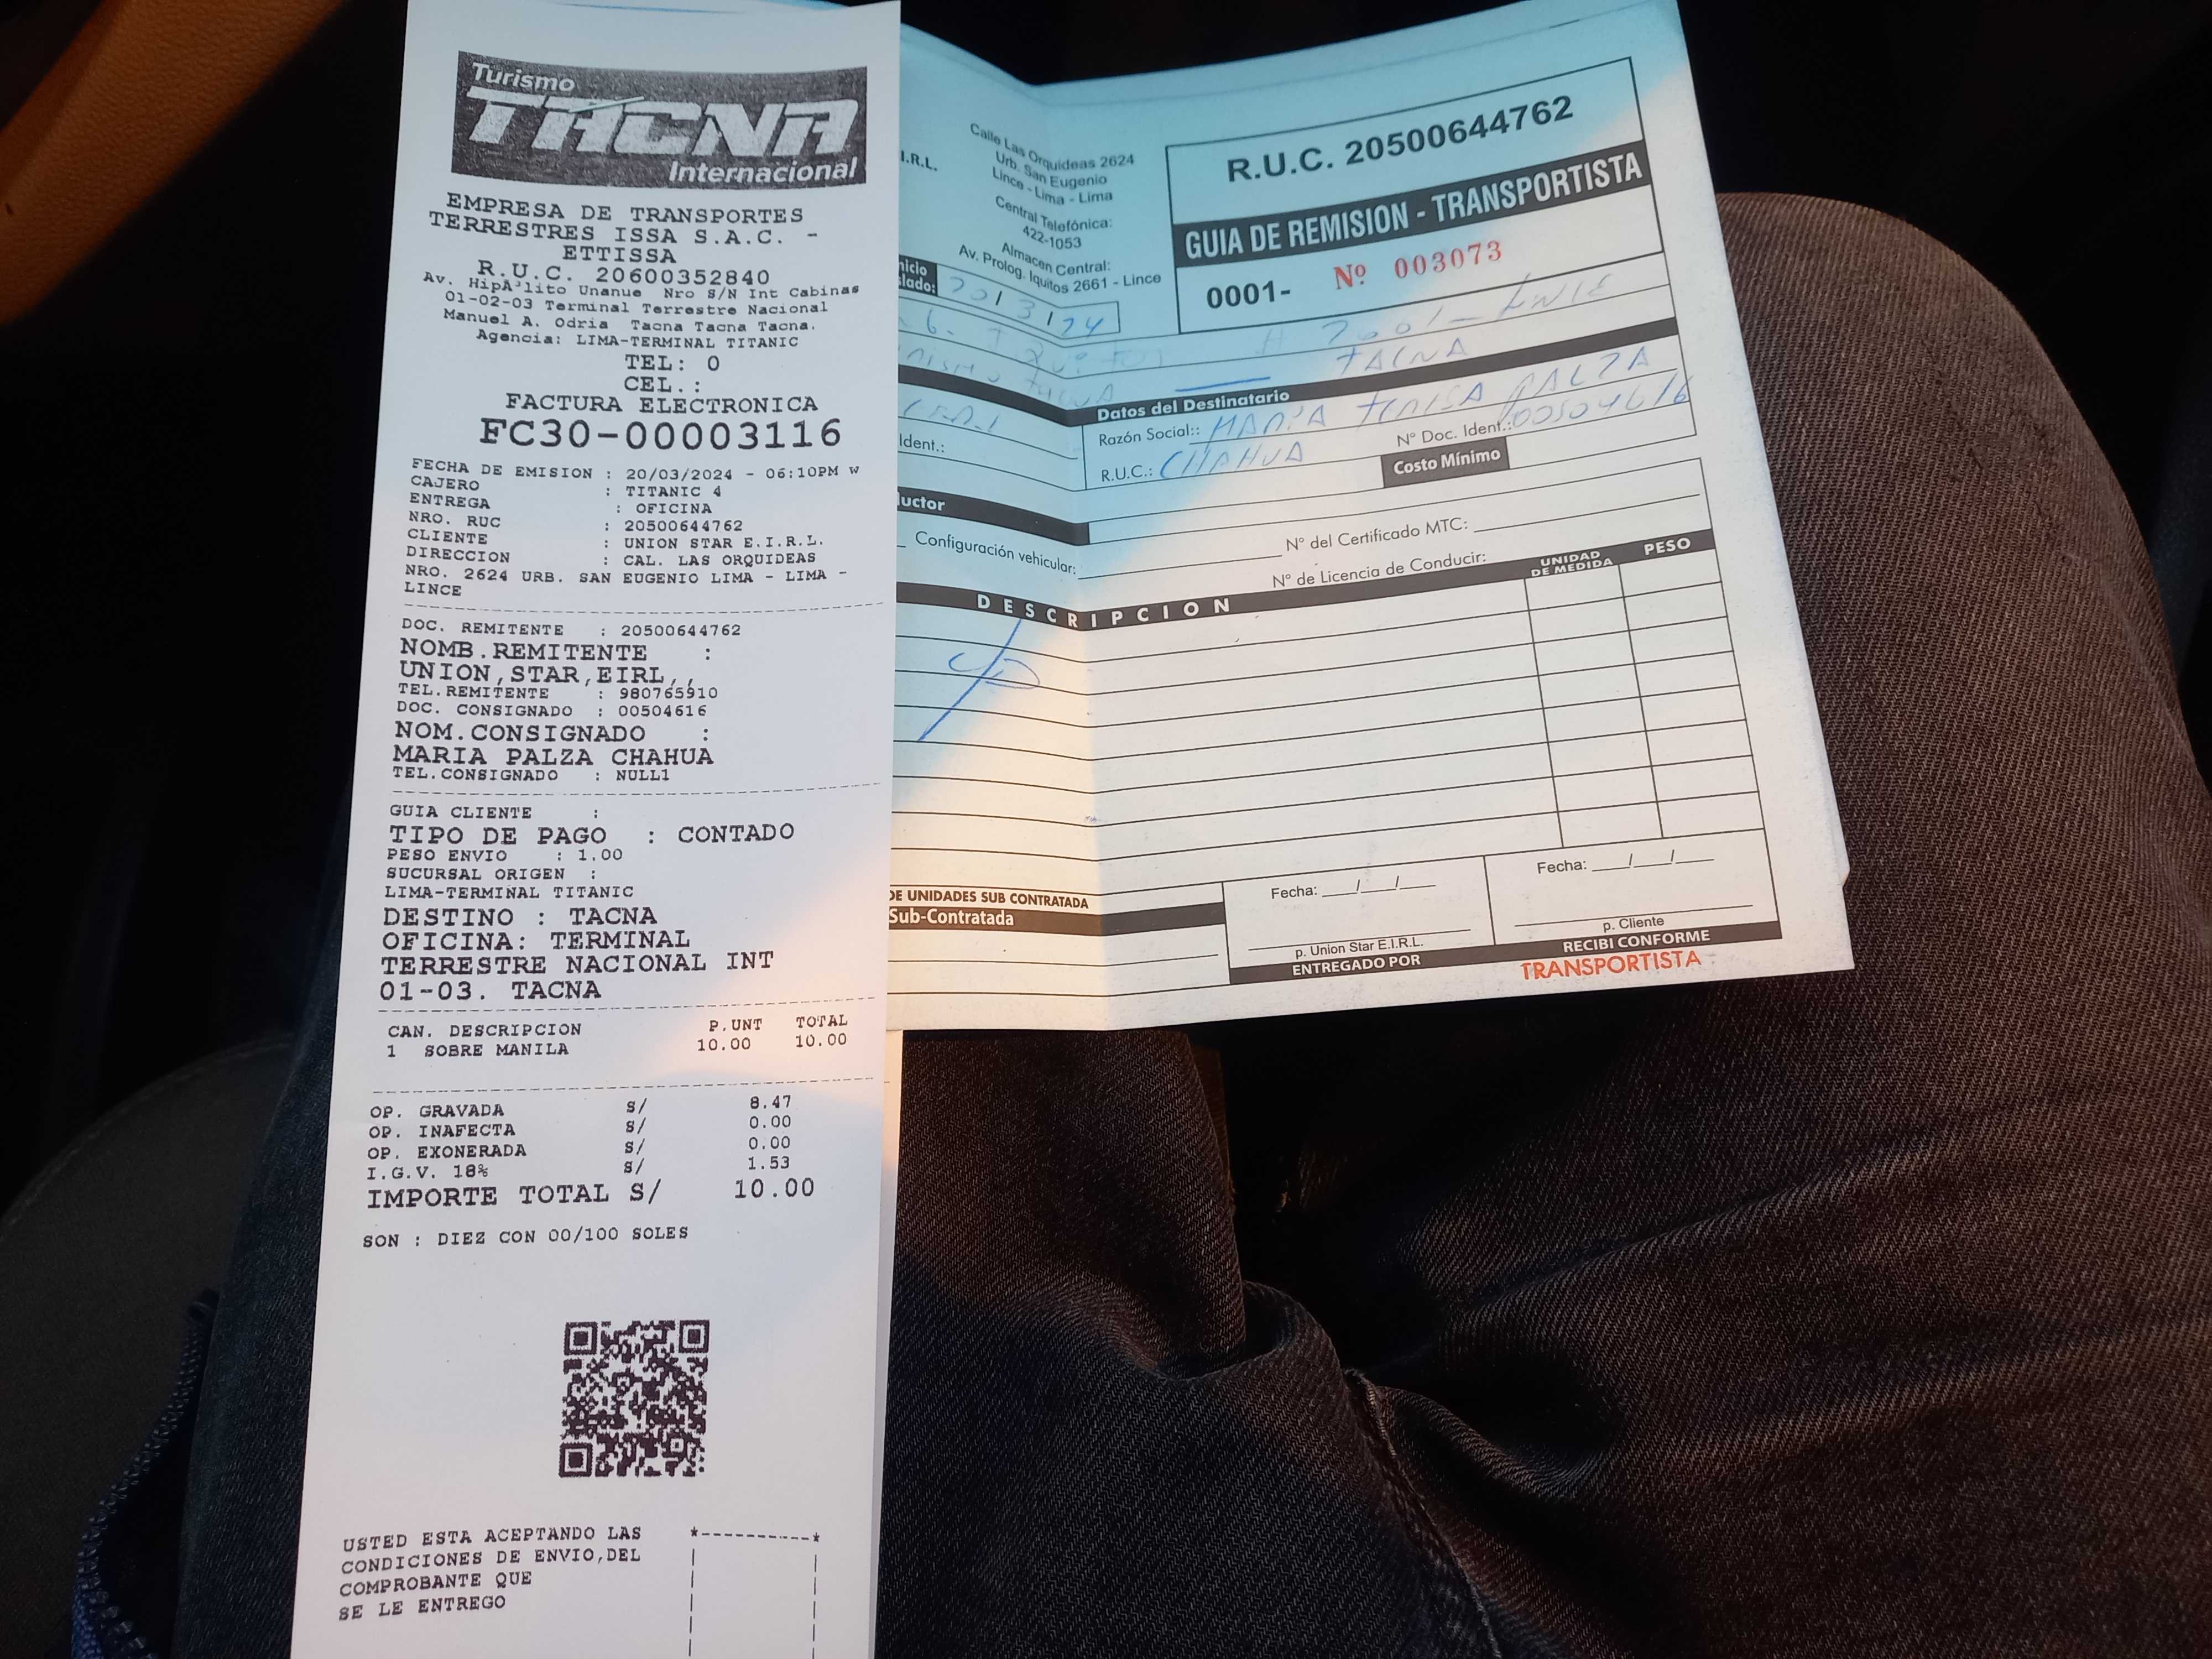 Turismo
TACNA
Internacional
EMPRESA DE TRANSPORTES
TERRESTRES ISSA S.A.C. -
ETTISSA
R.U.C. 20600352840
Av. HipÃ³lito Unanue Nro S/N Int Cabinas
01-02-03 Terminal Terrestre Nacional
Manuel A. Odria Tacna Tacna Tacna.
Agencia: LIMA-TERMINAL TITANIC
TEL: 0
CEL.:
FACTURA ELECTRONICA
FC30-00003116
FECHA DE EMISION : 20/03/2024 - 06:10PM W
CAJERO : TITANIC 4
ENTREGA : OFICINA
NRO. RUC : 20500644762
CLIENTE : UNION STAR E.I.R.L.
DIRECCION : CAL. LAS ORQUIDEAS
NRO. 2624 URB. SAN EUGENIO LIMA - LIMA -
LINCE
DOC. REMITENTE : 20500644762
NOMB.REMITENTE :
UNION,STAR,EIRL,,
TEL.REMITENTE : 980765910
DOC. CONSIGNADO : 00504616
NOM.CONSIGNADO :
MARIA PALZA CHAHUA
TEL.CONSIGNADO : NULL1
GUIA CLIENTE :
TIPO DE PAGO : CONTADO
PESO ENVIO : 1.00
SUCURSAL ORIGEN :
LIMA-TERMINAL TITANIC
DESTINO : TACNA
OFICINA: TERMINAL
TERRESTRE NACIONAL INT
01-03. TACNA
CAN. DESCRIPCION P.UNT TOTAL
1 SOBRE MANILA 10.00 10.00
OP. GRAVADA S/ 8.47
OP. INAFECTA S/ 0.00
OP. EXONERADA S/ 0.00
I.G.V. 18% S/ 1.53
IMPORTE TOTAL S/ 10.00
SON : DIEZ CON 00/100 SOLES
USTED ESTA ACEPTANDO LAS
CONDICIONES DE ENVIO,DEL
COMPROBANTE QUE
SE LE ENTREGO
I.R.L.
Calle Las Orquideas 2624
Urb. San Eugenio
Lince - Lima - Lima
Central Telefónica:
422-1053
Almacen Central:
Av. Prolog. Iquitos 2661 - Lince
R.U.C. 20500644762
GUIA DE REMISION - TRANSPORTISTA
0001- Nº 003073
20/3/24
TACNA
Datos del Destinatario
Razón Social:: MARIA PALZA
CHAHUA
R.U.C.:
Nº Doc. Ident.: 00504616
Ident.:
Costo Mínimo
uctor
Configuración vehicular:
Nº del Certificado MTC:
Nº de Licencia de Conducir:
DESCRIPCION
UNIDAD DE MEDIDA
PESO
DE UNIDADES SUB CONTRATADA
Sub-Contratada
Fecha: ___/___/___
p. Union Star E.I.R.L.
ENTREGADO POR
Fecha: ___/___/___
p. Cliente
RECIBI CONFORME
TRANSPORTISTA